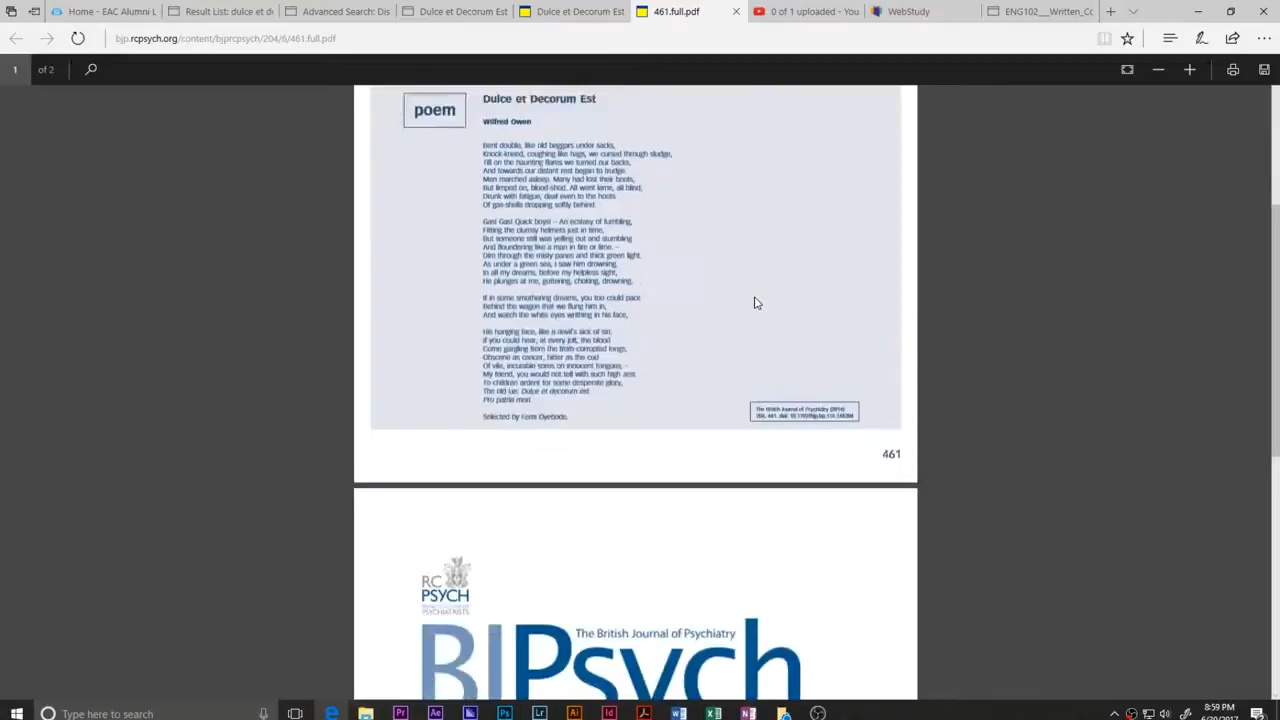 Home - EAC Alumni L
Result List: dulce et d
Advanced Search: Dis
Dulce et Decorum Est
Dulce et Decorum Est
461.full.pdf
0 of 1 uploaded - You
WebStudy
ENG102__Writing_C
bjp.rcpsych.org/content/bjprcpsych/204/6/461.full.pdf
1 of 2
poem
Dulce et Decorum Est
Wilfred Owen
Bent double, like old beggars under sacks,
Knock-kneed, coughing like hags, we cursed through sludge,
Till on the haunting flares we turned our backs,
And towards our distant rest began to trudge.
Men marched asleep. Many had lost their boots,
But limped on, blood-shod. All went lame, all blind;
Drunk with fatigue; deaf even to the hoots
Of gas-shells dropping softly behind.
Gas! Gas! Quick boys! – An ecstasy of fumbling,
Fitting the clumsy helmets just in time,
But someone still was yelling out and stumbling
And floundering like a man in fire or lime. –
Dim through the misty panes and thick green light,
As under a green sea, I saw him drowning.
In all my dreams, before my helpless sight,
He plunges at me, guttering, choking, drowning.
If in some smothering dreams, you too could pace
Behind the wagon that we flung him in,
And watch the white eyes writhing in his face,
His hanging face, like a devil's sick of sin;
If you could hear, at every jolt, the blood
Come gargling from the froth-corrupted lungs,
Obscene as cancer, bitter as the cud
Of vile, incurable sores on innocent tongues, –
My friend, you would not tell with such high zest
To children ardent for some desperate glory,
The old Lie: Dulce et decorum est
Pro patria mori.
Selected by Femi Oyebode.
The British Journal of Psychiatry (2014)
204, 461. doi:
461
RC
PSYCH
PSYCHIATRISTS
The British Journal of Psychiatry
BJPsych
Type here to search
8:59 PM